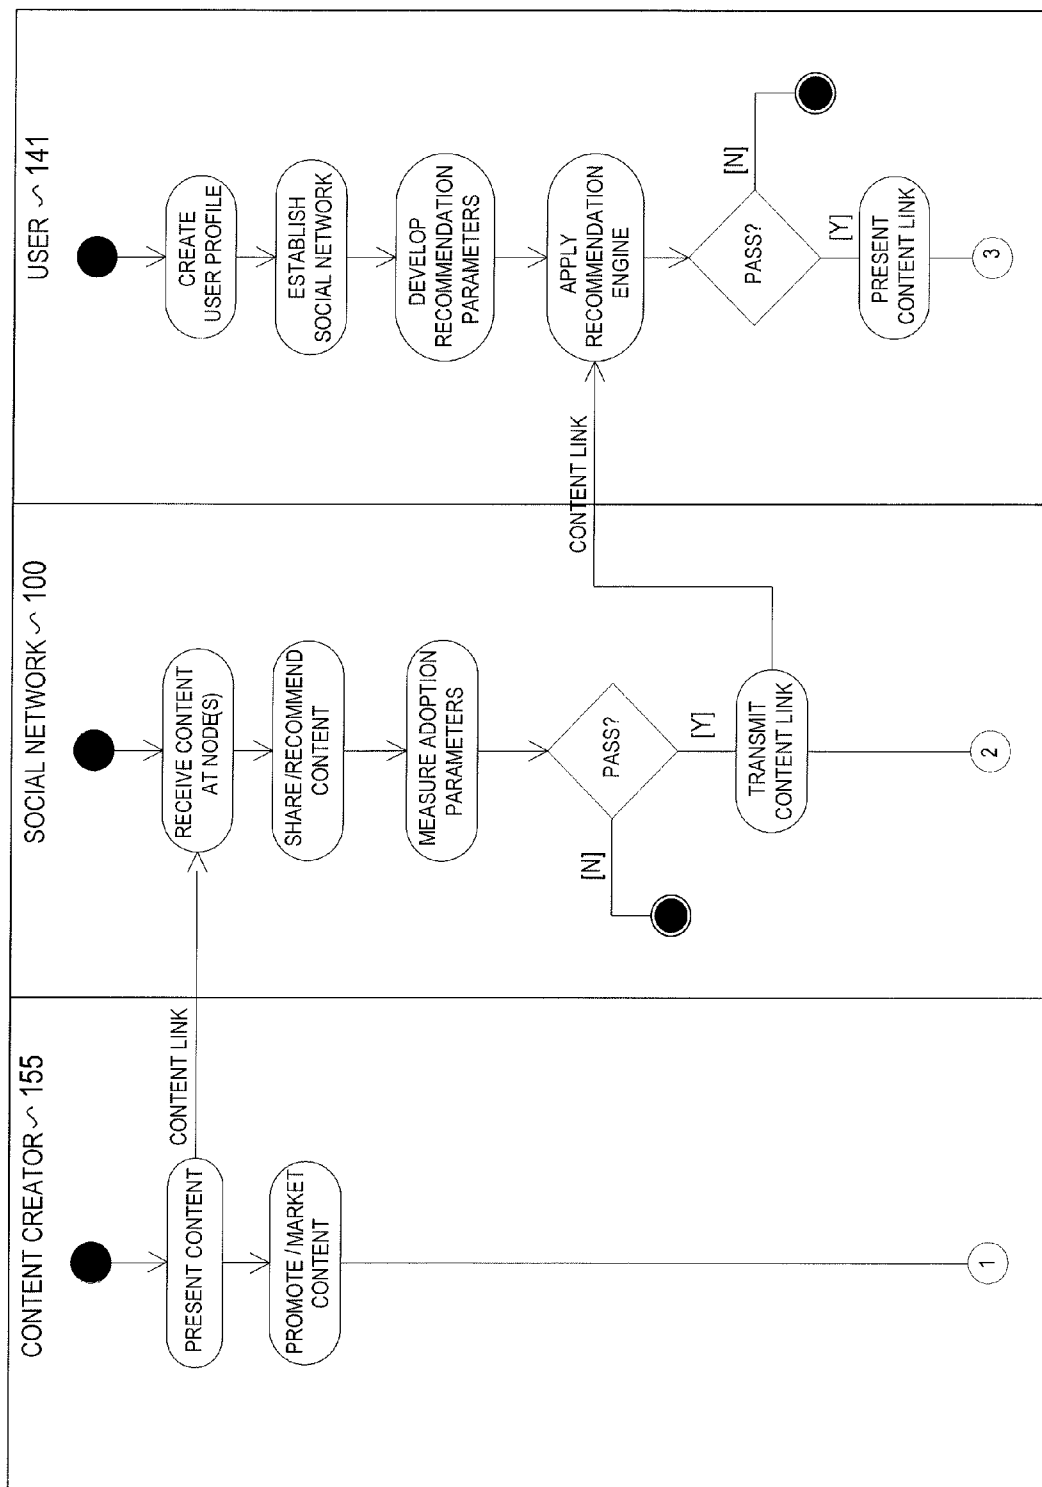 CONTENT CREATOR ~ 155
PRESENT CONTENT
CONTENT LINK
PROMOTE / MARKET
CONTENT
1
SOCIAL NETWORK ~ 100
RECEIVE CONTENT
AT NODE(S)
SHARE / RECOMMEND
CONTENT
MEASURE ADOPTION
PARAMETERS
PASS?
[N]
[Y]
TRANSMIT
CONTENT LINK
CONTENT LINK
2
USER ~ 141
CREATE
USER PROFILE
ESTABLISH
SOCIAL NETWORK
DEVELOP
RECOMMENDATION
PARAMETERS
APPLY
RECOMMENDATION
ENGINE
PASS?
[N]
[Y]
PRESENT
CONTENT LINK
3